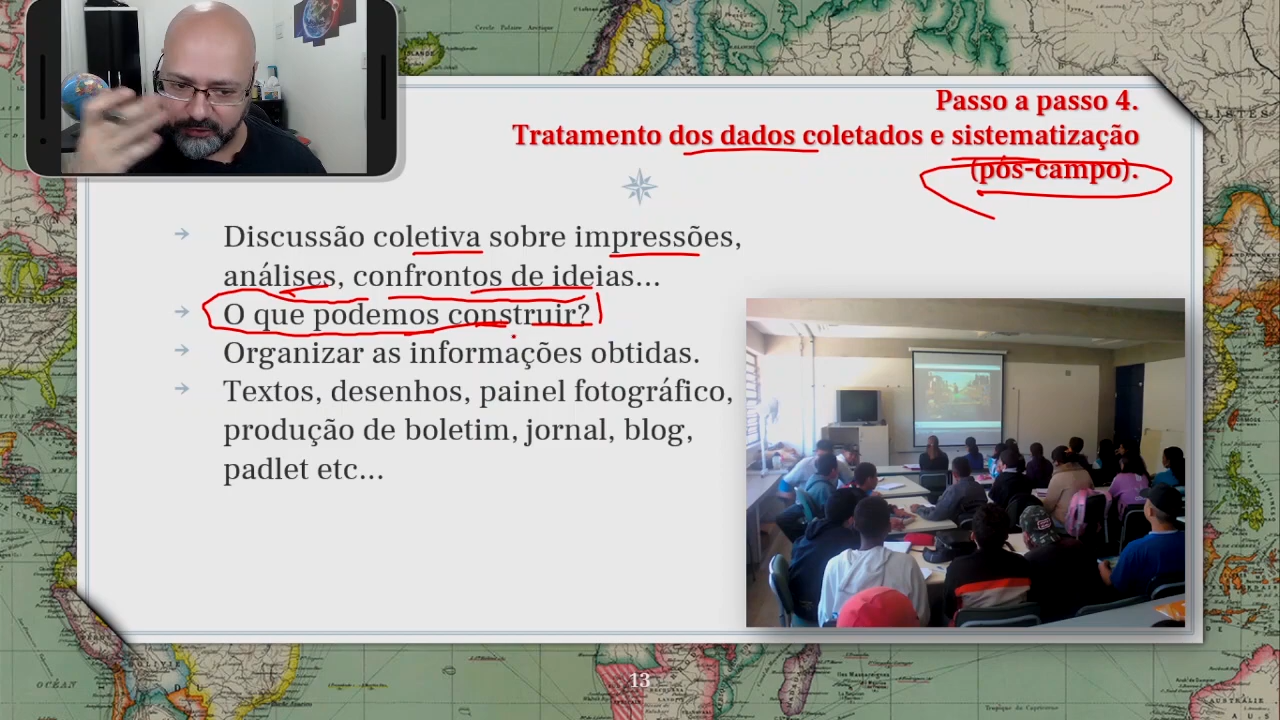 Passo a passo 4.
Tratamento dos dados coletados e sistematização
(pós-campo).
Discussão coletiva sobre impressões,
análises, confrontos de ideias...
O que podemos construir?
Organizar as informações obtidas.
Textos, desenhos, painel fotográfico,
produção de boletim, jornal, blog,
padlet etc...
13
OCÉAN